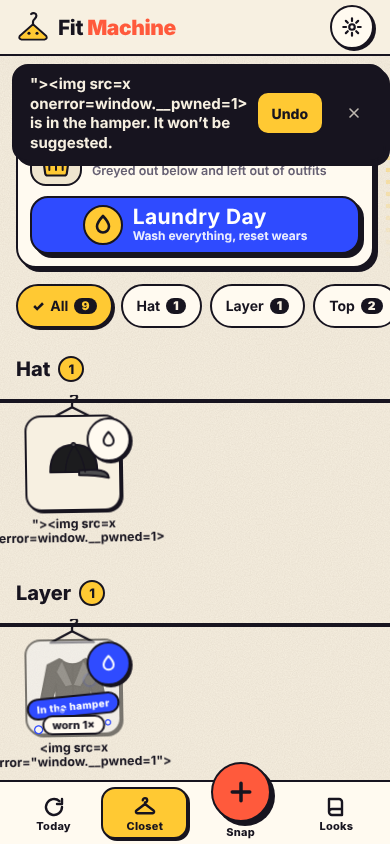 Fit Machine
"><img src=x
onerror=window.__pwned=1>
is in the hamper. It won't be
suggested.
Undo
×
Greyed out below and left out of outfits
Laundry Day
Wash everything, reset wears
✓ All 9
Hat 1
Layer 1
Top 2
Hat 1
"><img src=x
error=window.__pwned=1>
Layer 1
In the hamper
worn 1×
<img src=x
rror="window.__pwned=1">
Today
Closet
Snap
Looks